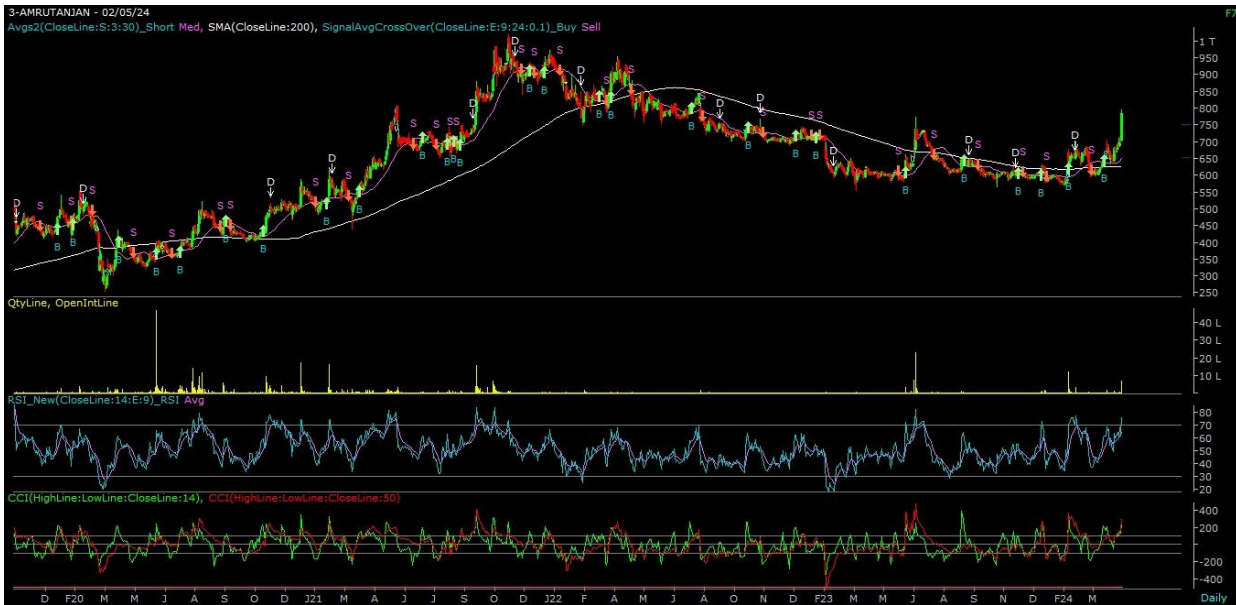 3-AMRUTANJAN - 02/05/24
F7
Avgs2(CloseLine:S:3:30)_Short Med, SMA(CloseLine:200), SignalAvgCrossOver(CloseLine:E:9:24:0.1)_Buy Sell
1 T
950
900
850
800
750
700
650
600
550
500
450
400
350
300
250
QtyLine, OpenIntLine
40 L
30 L
20 L
10 L
RSI_New(CloseLine:14:E:9)_RSI Avg
80
70
60
50
40
30
20
CCI(HighLine:LowLine:CloseLine:14), CCI(HighLine:LowLine:CloseLine:50)
400
200
-200
-400
D F20 M M J A S O D J21 M A M J J S O D J22 F A M J J A O N D F23 M M J A S N D F24 M
Daily